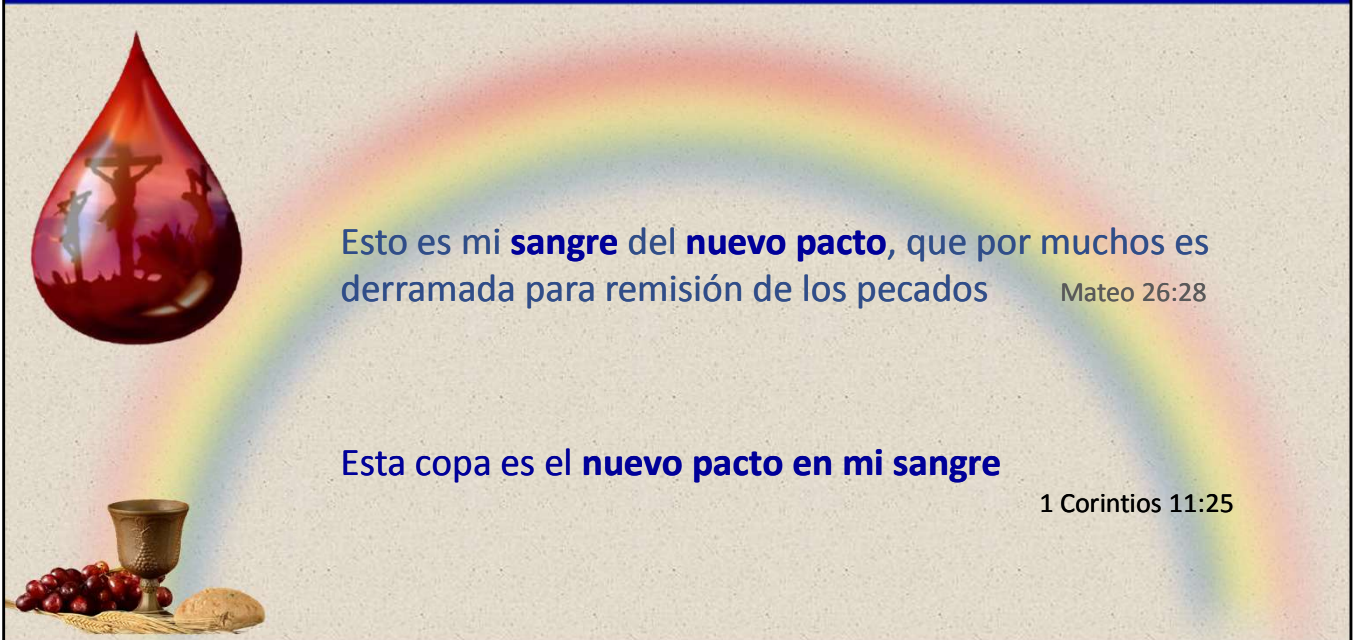 Esto es mi sangre del nuevo pacto, que por muchos es
derramada para remisión de los pecados Mateo 26:28
Esta copa es el nuevo pacto en mi sangre
1 Corintios 11:25